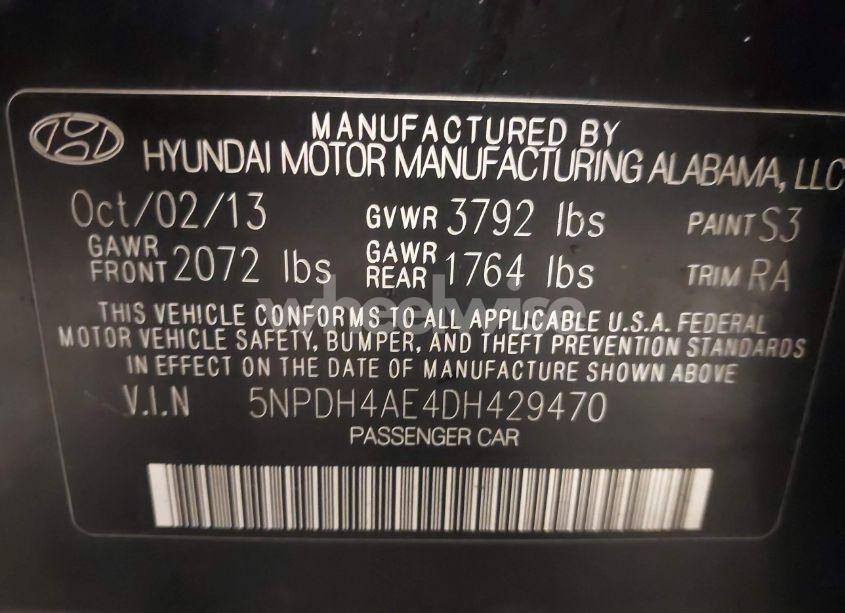 MANUFACTURED BY
HYUNDAI MOTOR MANUFACTURING ALABAMA, LLC
Oct/02/13 GVWR 3792 lbs PAINT S3
GAWR FRONT 2072 lbs GAWR REAR 1764 lbs TRIM RA
wheelwise
THIS VEHICLE CONFORMS TO ALL APPLICABLE U.S.A. FEDERAL
MOTOR VEHICLE SAFETY, BUMPER, AND THEFT PREVENTION STANDARDS
IN EFFECT ON THE DATE OF MANUFACTURE SHOWN ABOVE
V.I.N 5NPDH4AE4DH429470
PASSENGER CAR